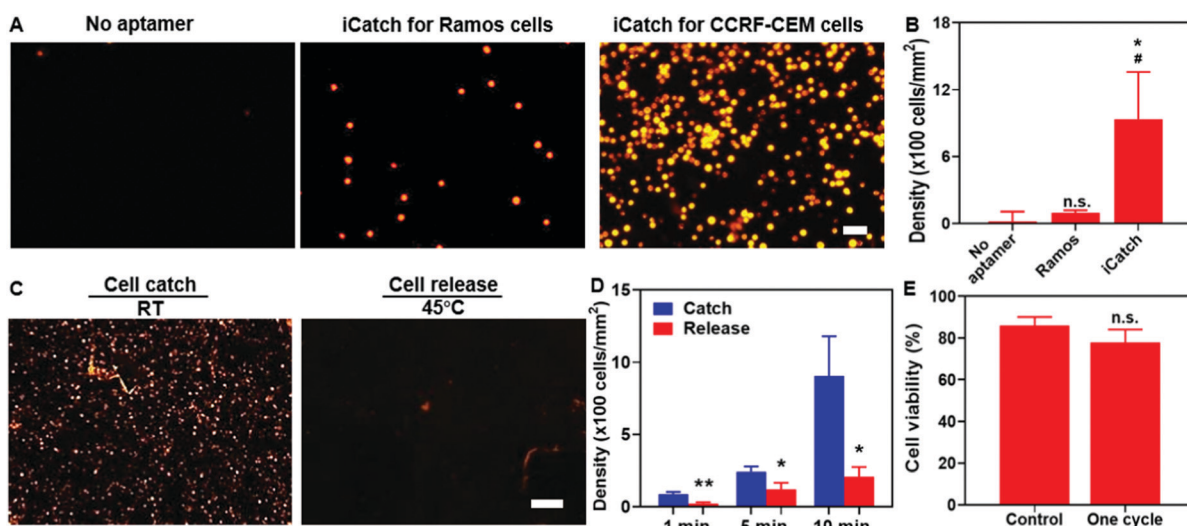 A
No aptamer
iCatch for Ramos cells
iCatch for CCRF-CEM cells
B
Density (x100 cells/mm²)
18
12
6
0
*
#
n.s.
No
aptamer
Ramos
iCatch
C
Cell catch
RT
Cell release
45°C
D
Density (x100 cells/mm²)
15
10
5
0
Catch
Release
**
*
*
1 min
5 min
10 min
E
Cell viability (%)
100
80
60
40
20
0
n.s.
Control
One cycle